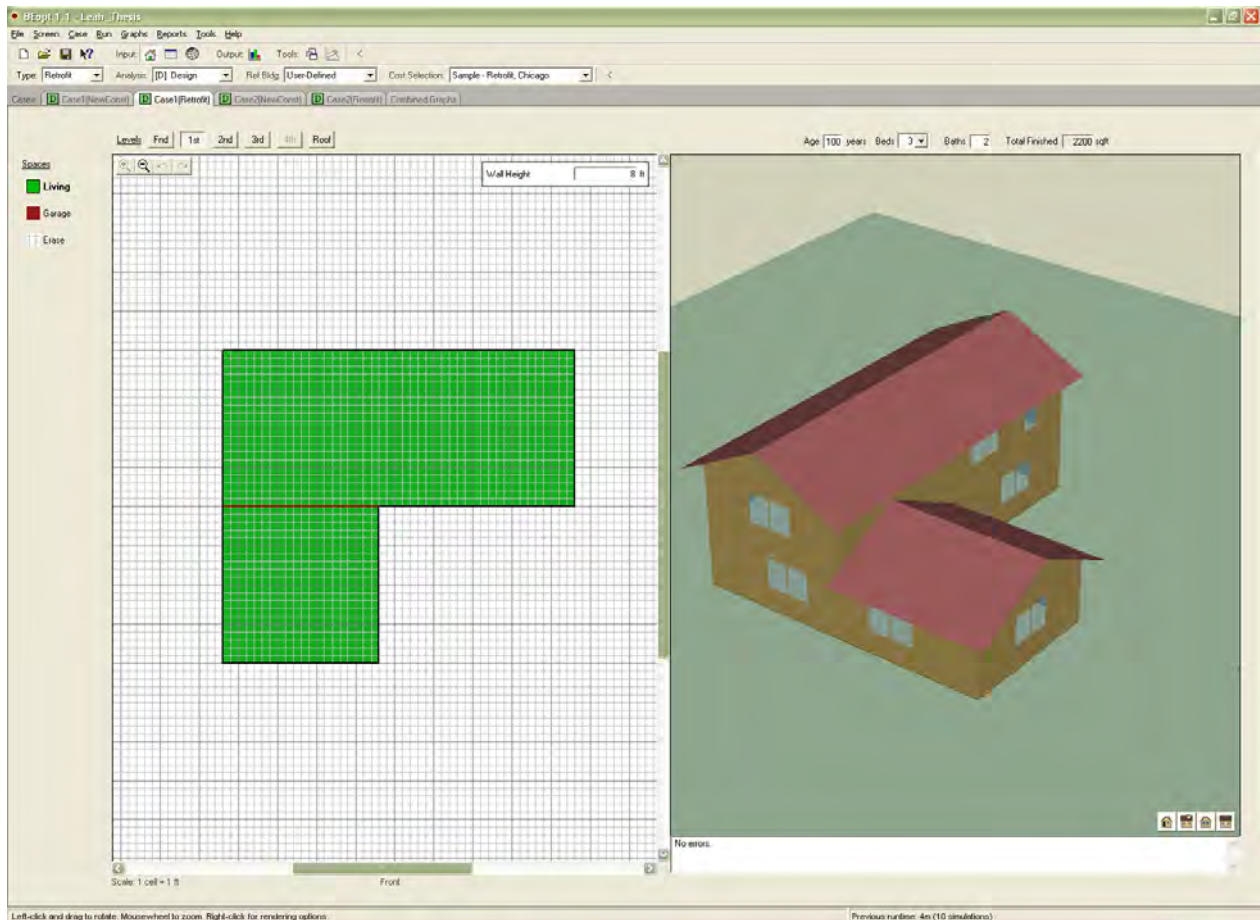 BEopt 1.1 - Leah_Thesis
File Screen Case Run Graphs Reports Tools Help
Input: Output: Tools:
Type: Retrofit Analysis: [D] Design Ref Bldg: User-Defined Cost Selection: Sample - Retrofit, Chicago
Cases D Case1(NewConst) D Case1(Retrofit) D Case2(NewConst) D Case2(Retrofit) Combined Graphs
Levels Fnd 1st 2nd 3rd 4th Roof Age 100 years Beds 3 Baths 2 Total Finished 2200 sqft
Spaces
Living
Garage
Erase
Wall Height 8 ft
No errors.
Scale: 1 cell = 1 ft Front
Left-click and drag to rotate. Mousewheel to zoom. Right-click for rendering options. Previous runtime: 4m (10 simulations)